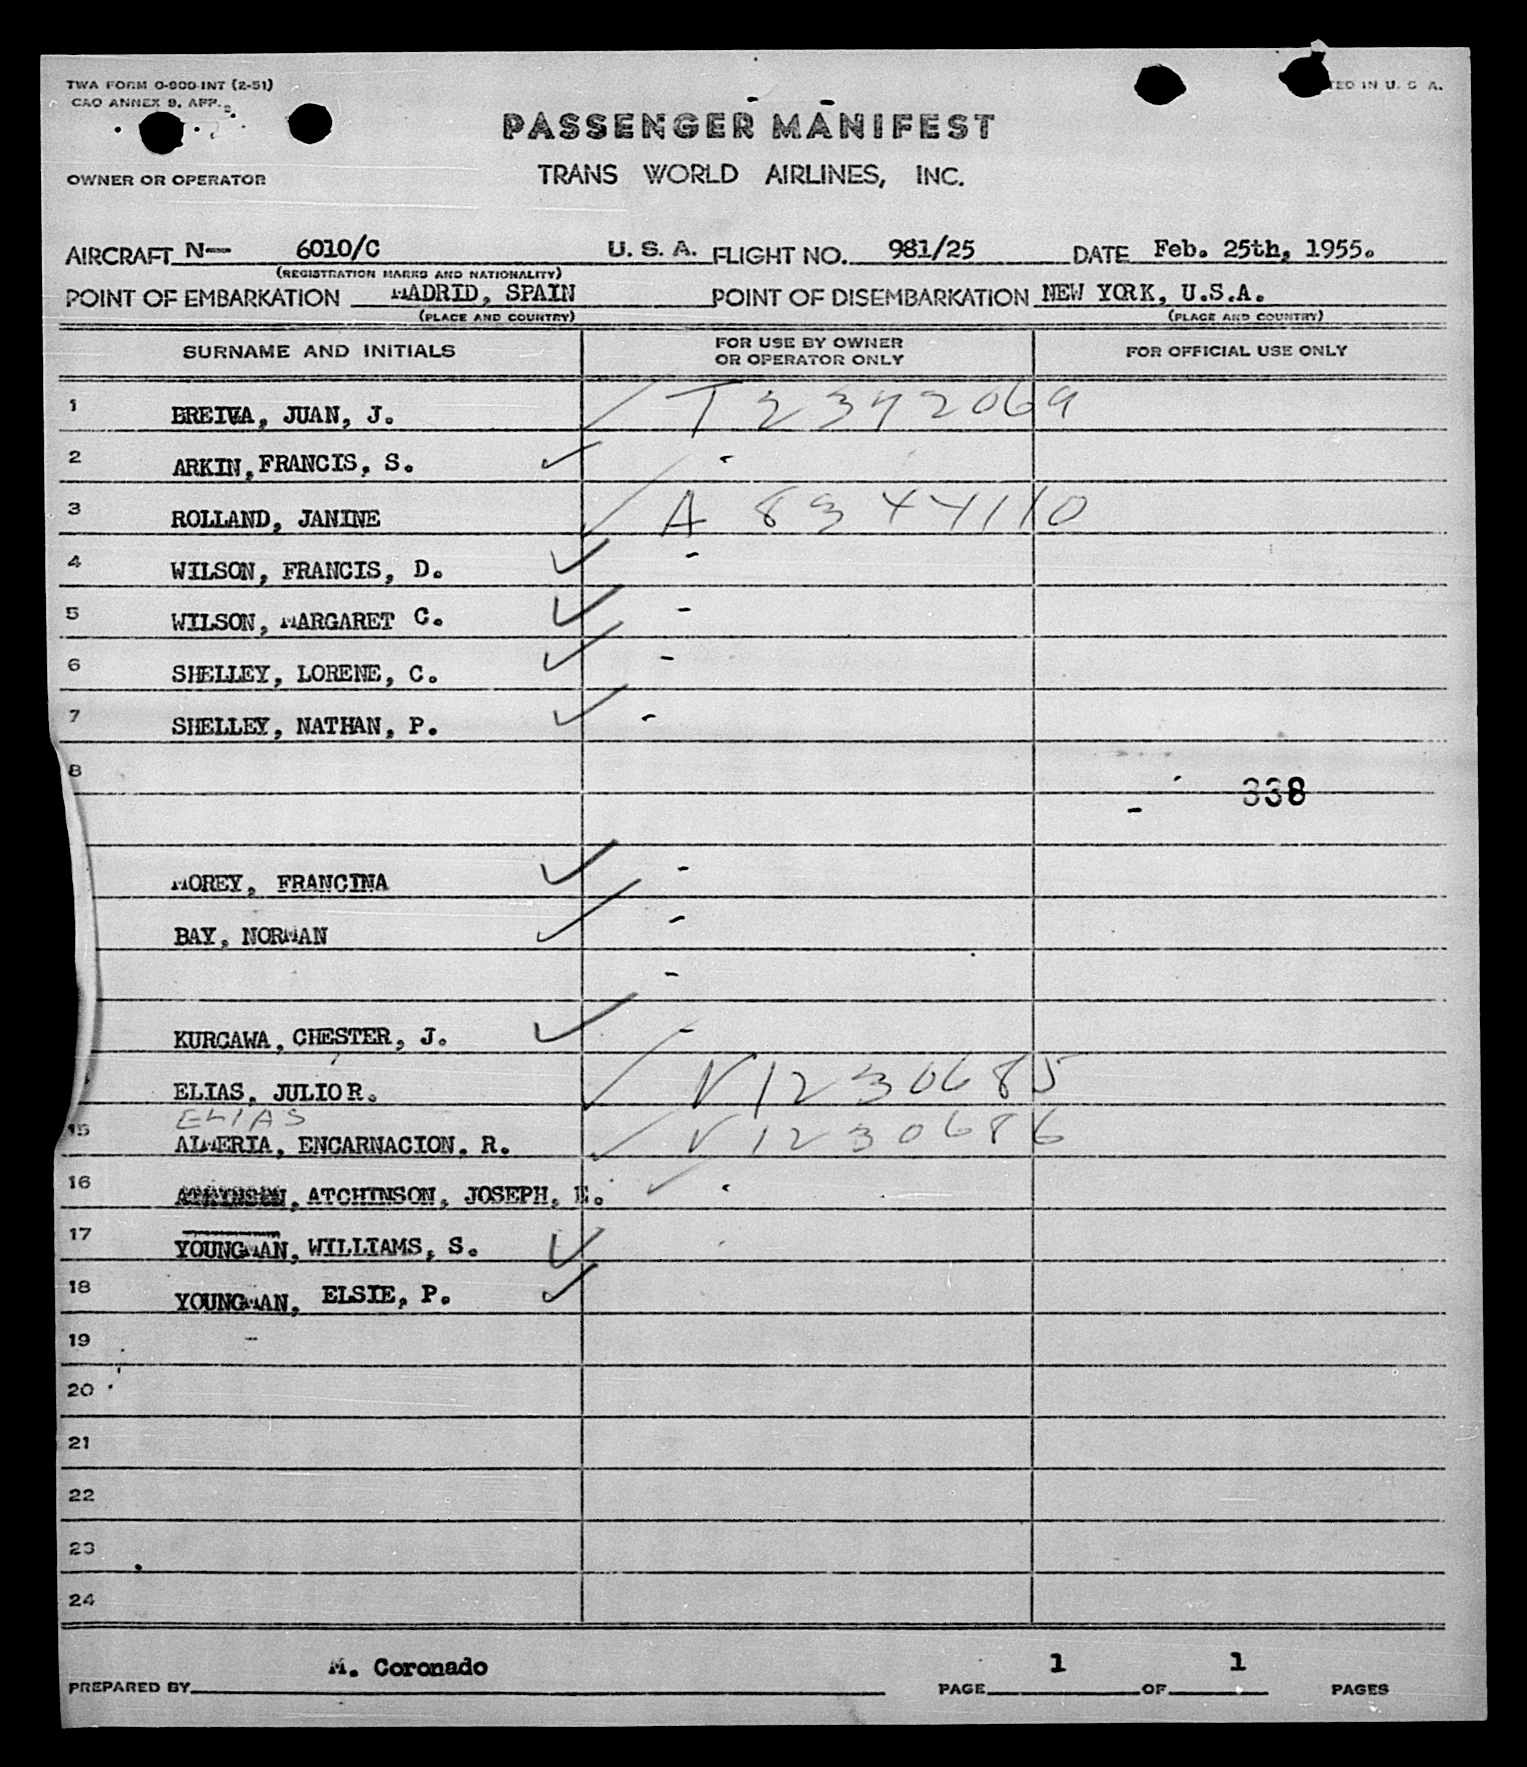 TWA FORM O-900-INT (2-51)
CAO ANNEX 9, APP.
IN U. S. A.
PASSENGER MANIFEST
OWNER OR OPERATOR TRANS WORLD AIRLINES, INC.
AIRCRAFT N-- 6010/C U. S. A. FLIGHT NO. 981/25 DATE Feb. 25th, 1955.
(REGISTRATION MARKS AND NATIONALITY)
POINT OF EMBARKATION MADRID, SPAIN POINT OF DISEMBARKATION NEW YORK, U.S.A.
(PLACE AND COUNTRY) (PLACE AND COUNTRY)
SURNAME AND INITIALS FOR USE BY OWNER OR OPERATOR ONLY FOR OFFICIAL USE ONLY
1 BREIVA, JUAN, J. T 2392069
2 ARKIN, FRANCIS, S.
3 ROLLAND, JANINE A 8344110
4 WILSON, FRANCIS, D.
5 WILSON, MARGARET C.
6 SHELLEY, LORENE, C.
7 SHELLEY, NATHAN, P.
8
338
MOREY, FRANCINA
BAY, NORMAN
KURCAWA, CHESTER, J.
ELIAS, JULIO R. V 1230685
ELIAS
15 ALMERIA, ENCARNACION, R. V 1230686
16 ATCHINSON, JOSEPH, E.
17 YOUNGMAN, WILLIAMS, S.
18 YOUNGMAN, ELSIE, P.
19
20
21
22
23
24
PREPARED BY M. Coronado PAGE 1 OF 1 PAGES